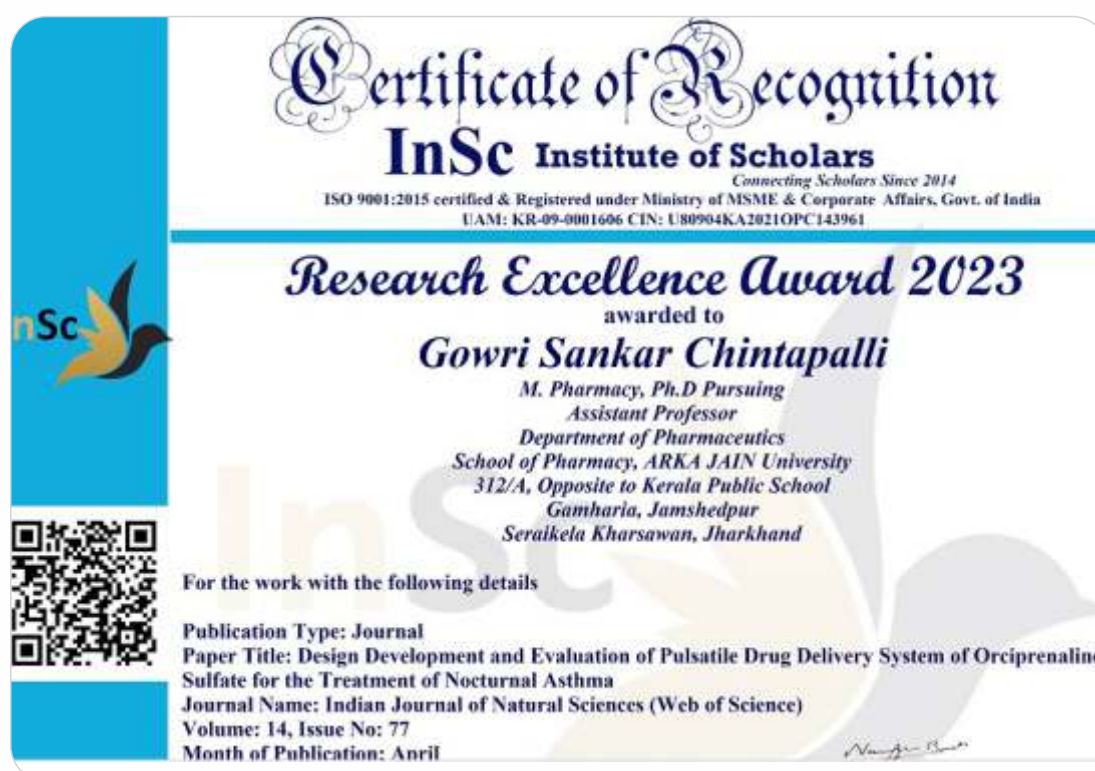 Certificate of Recognition
InSc Institute of Scholars
Connecting Scholars Since 2014
ISO 9001:2015 certified & Registered under Ministry of MSME & Corporate Affairs, Govt. of India
UAM: KR-09-0001606 CIN: U80904KA2021OPC143961
Research Excellence Award 2023
awarded to
Gowri Sankar Chintapalli
M. Pharmacy, Ph.D Pursuing
Assistant Professor
Department of Pharmaceutics
School of Pharmacy, ARKA JAIN University
312/A, Opposite to Kerala Public School
Gamharia, Jamshedpur
Seraikela Kharsawan, Jharkhand
nSc
InSc
For the work with the following details
Publication Type: Journal
Paper Title: Design Development and Evaluation of Pulsatile Drug Delivery System of Orciprenaline
Sulfate for the Treatment of Nocturnal Asthma
Journal Name: Indian Journal of Natural Sciences (Web of Science)
Volume: 14, Issue No: 77
Month of Publication: April